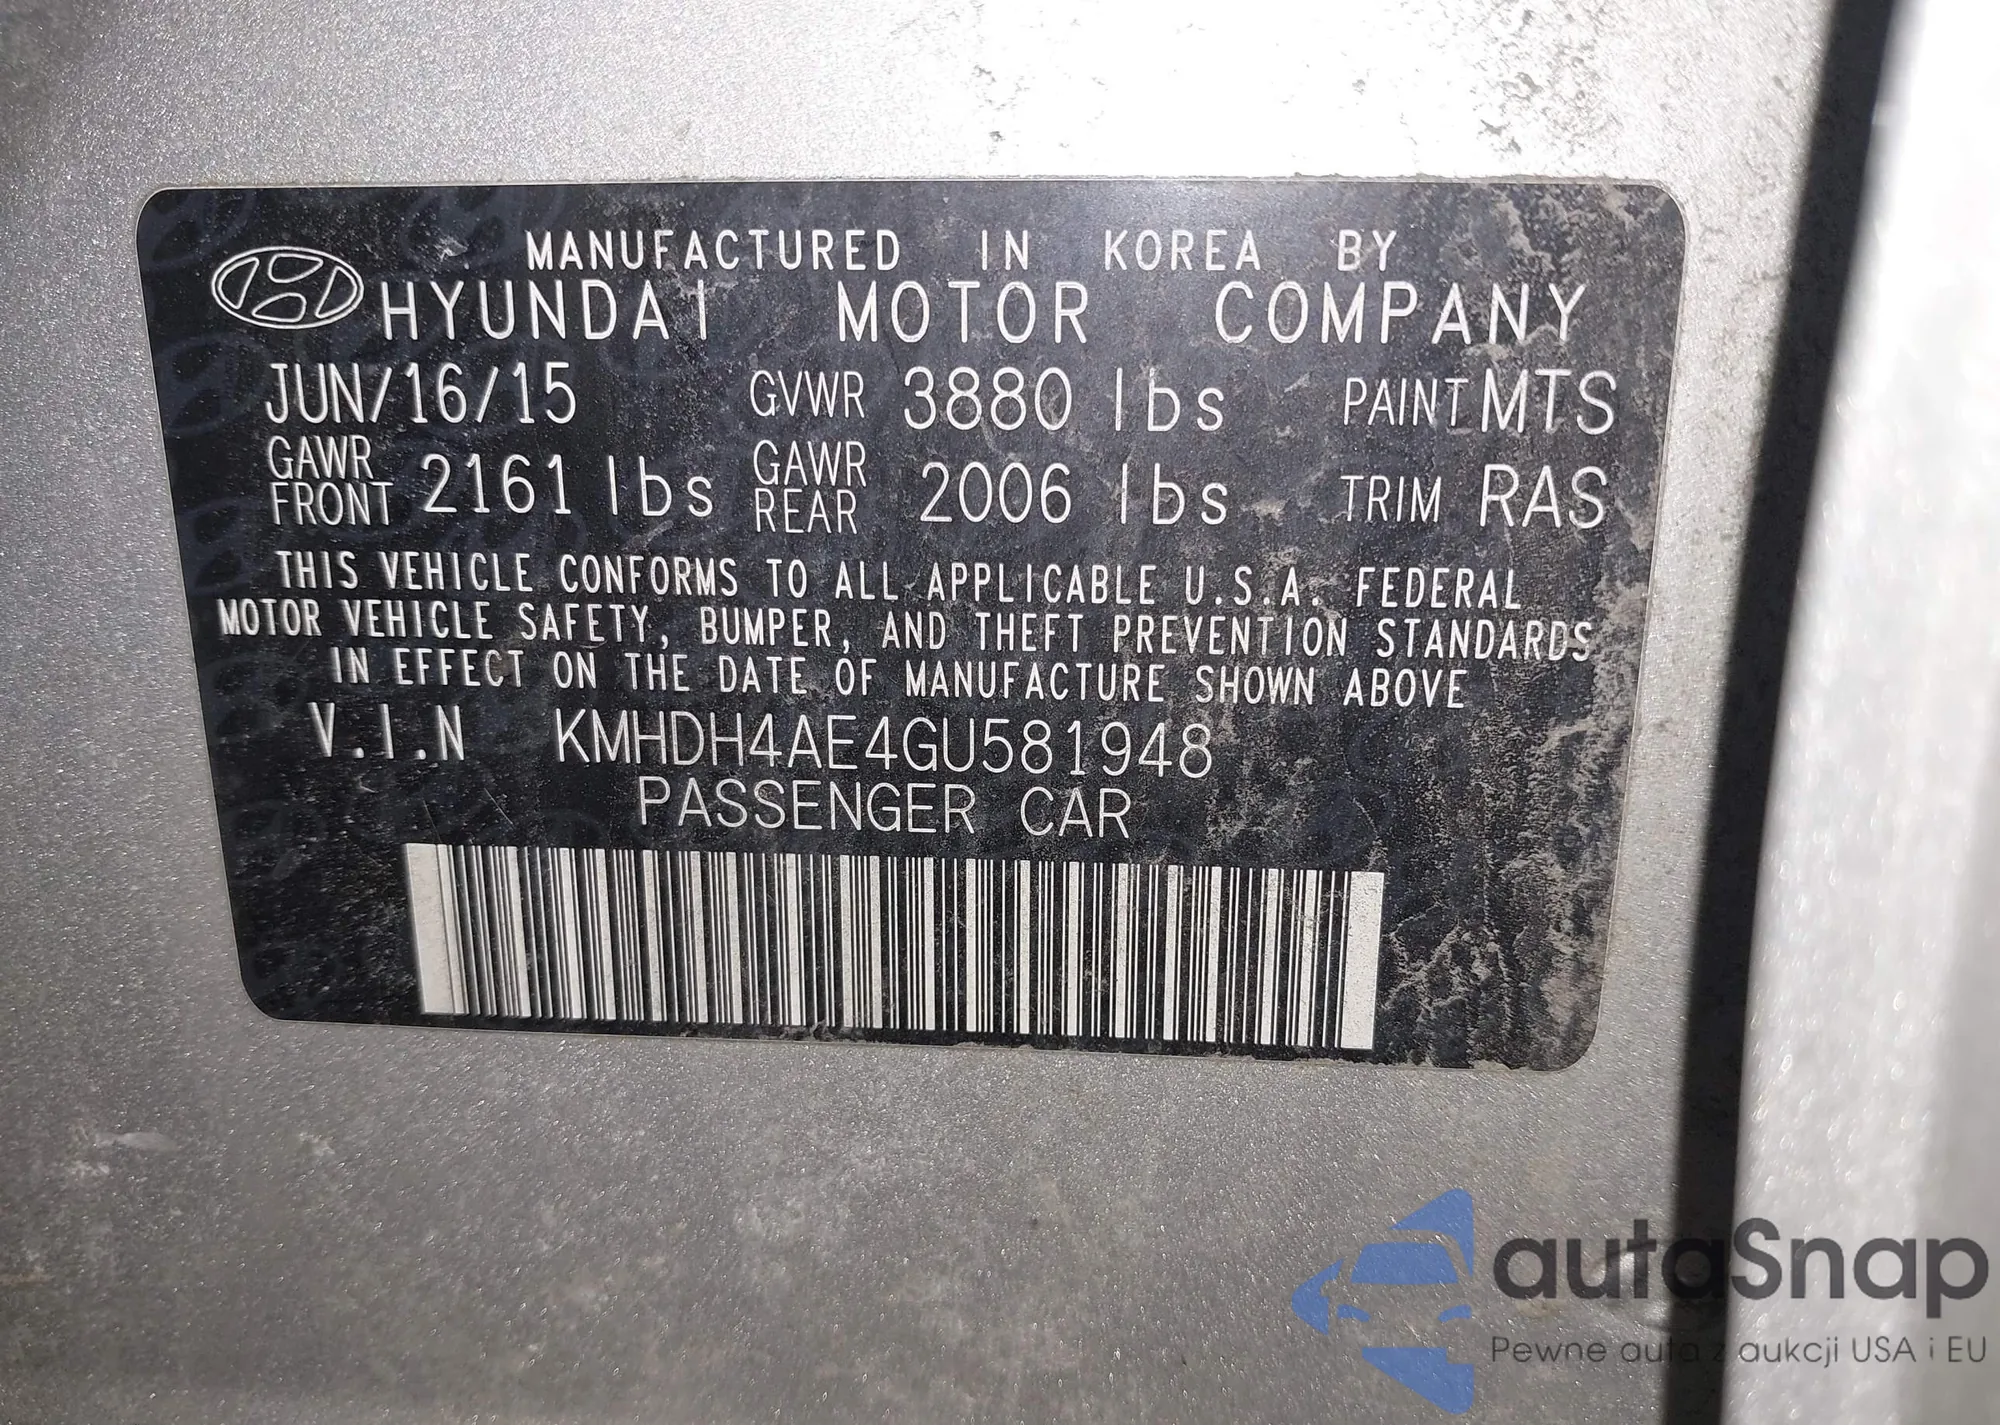 MANUFACTURED IN KOREA BY
HYUNDAI MOTOR COMPANY
JUN/16/15 GVWR 3880 lbs PAINT MTS
GAWR FRONT 2161 lbs GAWR REAR 2006 lbs TRIM RAS
THIS VEHICLE CONFORMS TO ALL APPLICABLE U.S.A. FEDERAL
MOTOR VEHICLE SAFETY, BUMPER, AND THEFT PREVENTION STANDARDS
IN EFFECT ON THE DATE OF MANUFACTURE SHOWN ABOVE
V.I.N KMHDH4AE4GU581948
PASSENGER CAR
autaSnap
Pewne auta z aukcji USA i EU